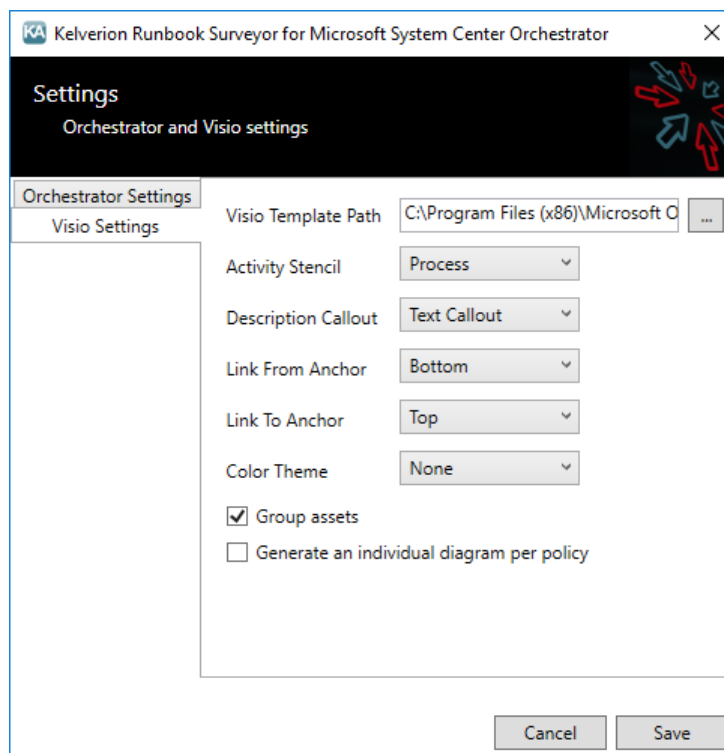 KA Kelverion Runbook Surveyor for Microsoft System Center Orchestrator
Settings
Orchestrator and Visio settings
Orchestrator Settings
Visio Settings
Visio Template Path C:\Program Files (x86)\Microsoft O ...
Activity Stencil Process
Description Callout Text Callout
Link From Anchor Bottom
Link To Anchor Top
Color Theme None
Group assets
Generate an individual diagram per policy
Cancel Save